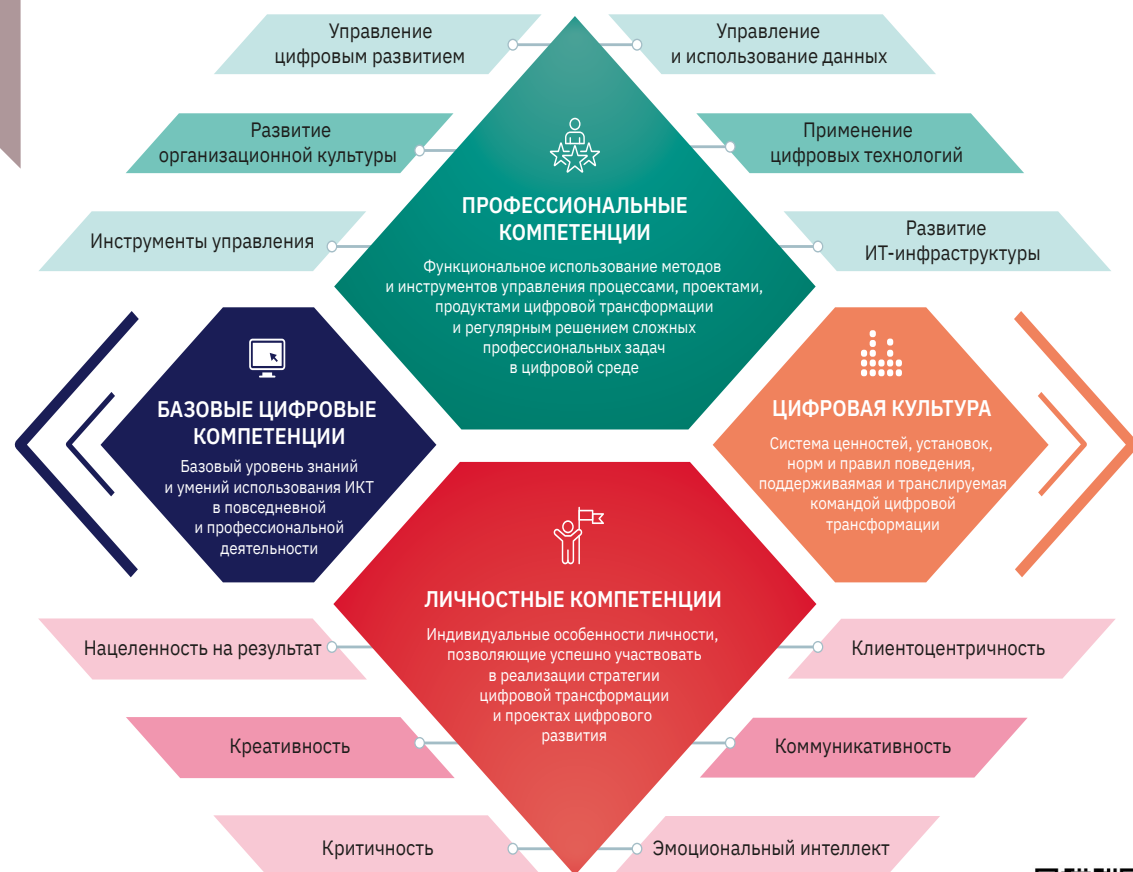 Управление
цифровым развитием
Управление
и использование данных
Развитие
организационной культуры
Применение
цифровых технологий
Инструменты управления
Развитие
ИТ-инфраструктуры
ПРОФЕССИОНАЛЬНЫЕ
КОМПЕТЕНЦИИ
Функциональное использование методов
и инструментов управления процессами, проектами,
продуктами цифровой трансформации
и регулярным решением сложных
профессиональных задач
в цифровой среде
БАЗОВЫЕ ЦИФРОВЫЕ
КОМПЕТЕНЦИИ
Базовый уровень знаний
и умений использования ИКТ
в повседневной
и профессиональной
деятельности
ЦИФРОВАЯ КУЛЬТУРА
Система ценностей, установок,
норм и правил поведения,
поддерживаямая и транслируемая
командой цифровой
трансформации
ЛИЧНОСТНЫЕ КОМПЕТЕНЦИИ
Индивидуальные особенности личности,
позволяющие успешно участвовать
в реализации стратегии
цифровой трансформации
и проектах цифрового
развития
Нацеленность на результат
Клиентоцентричность
Креативность
Коммуникативность
Критичность
Эмоциональный интеллект